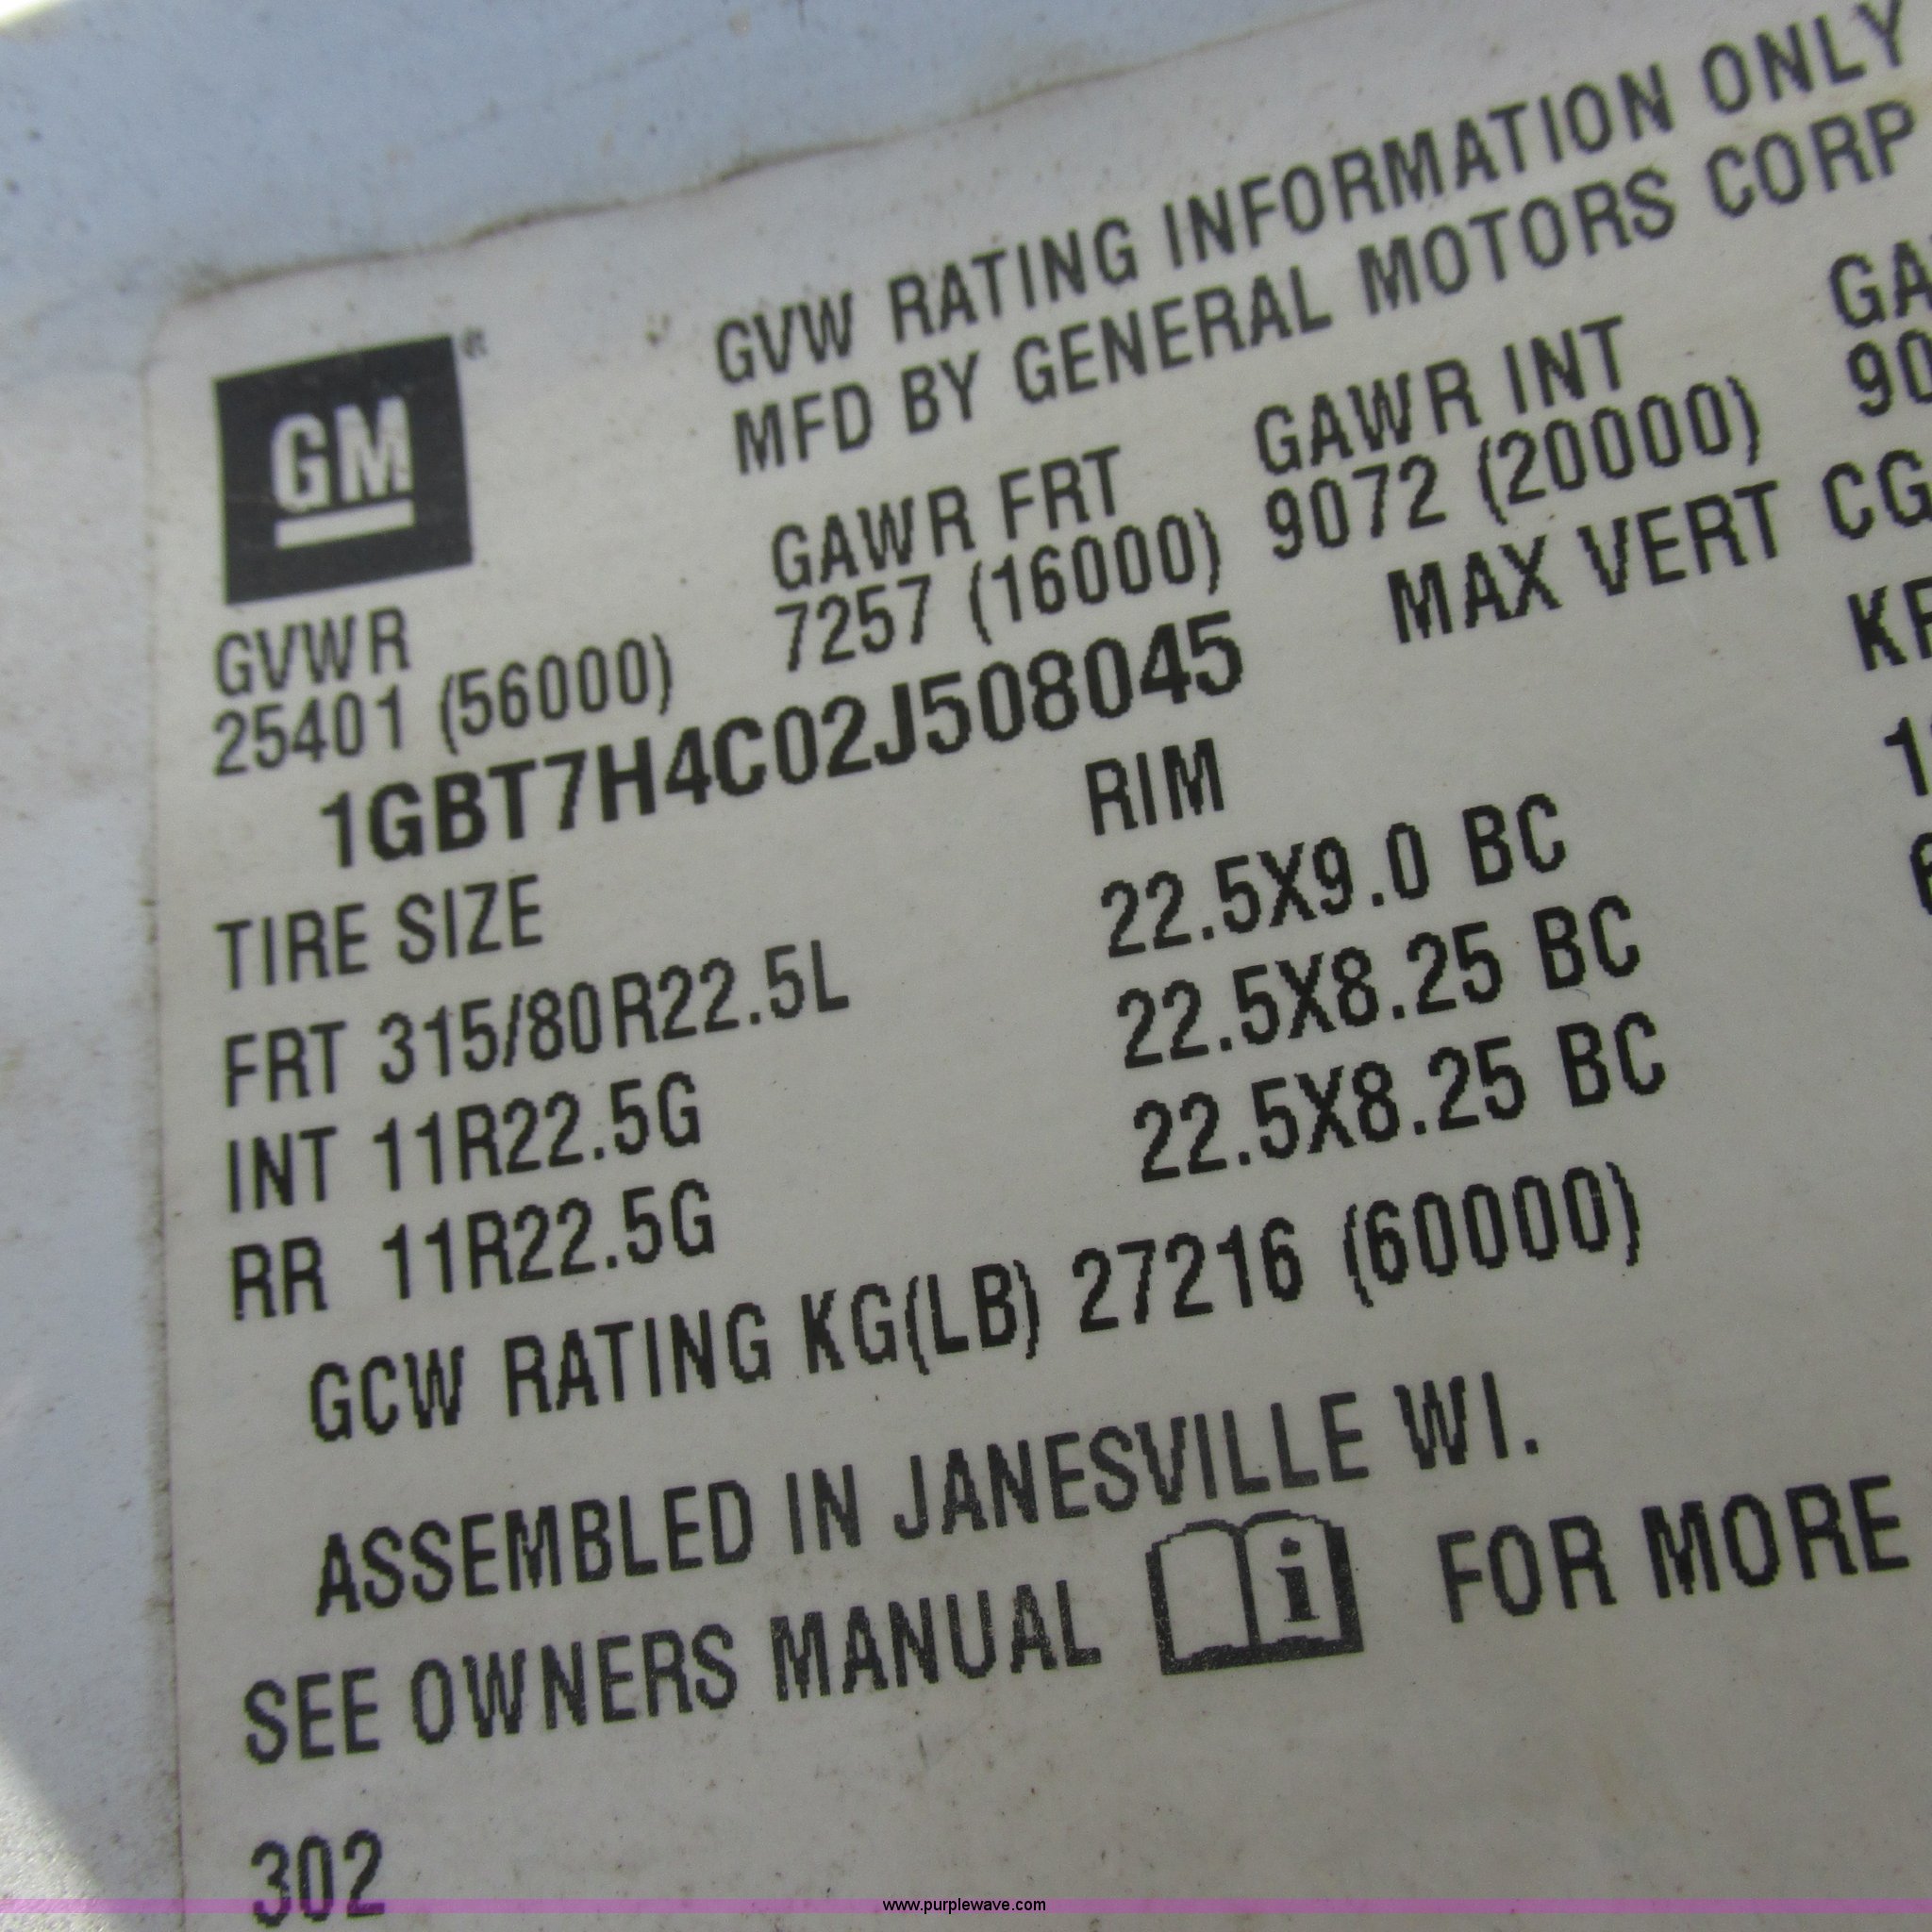 GVW RATING INFORMATION ONLY
MFD BY GENERAL MOTORS CORP
GM
GAWR FRT GAWR INT GA
7257 (16000) 9072 (20000) 90
GVWR
25401 (56000)
MAX VERT CG
1GBT7H4C02J508045
TIRE SIZE RIM
FRT 315/80R22.5L 22.5X9.0 BC
INT 11R22.5G 22.5X8.25 BC
RR 11R22.5G 22.5X8.25 BC
GCW RATING KG(LB) 27216 (60000)
ASSEMBLED IN JANESVILLE WI.
SEE OWNERS MANUAL i FOR MORE
302
www.purplewave.com